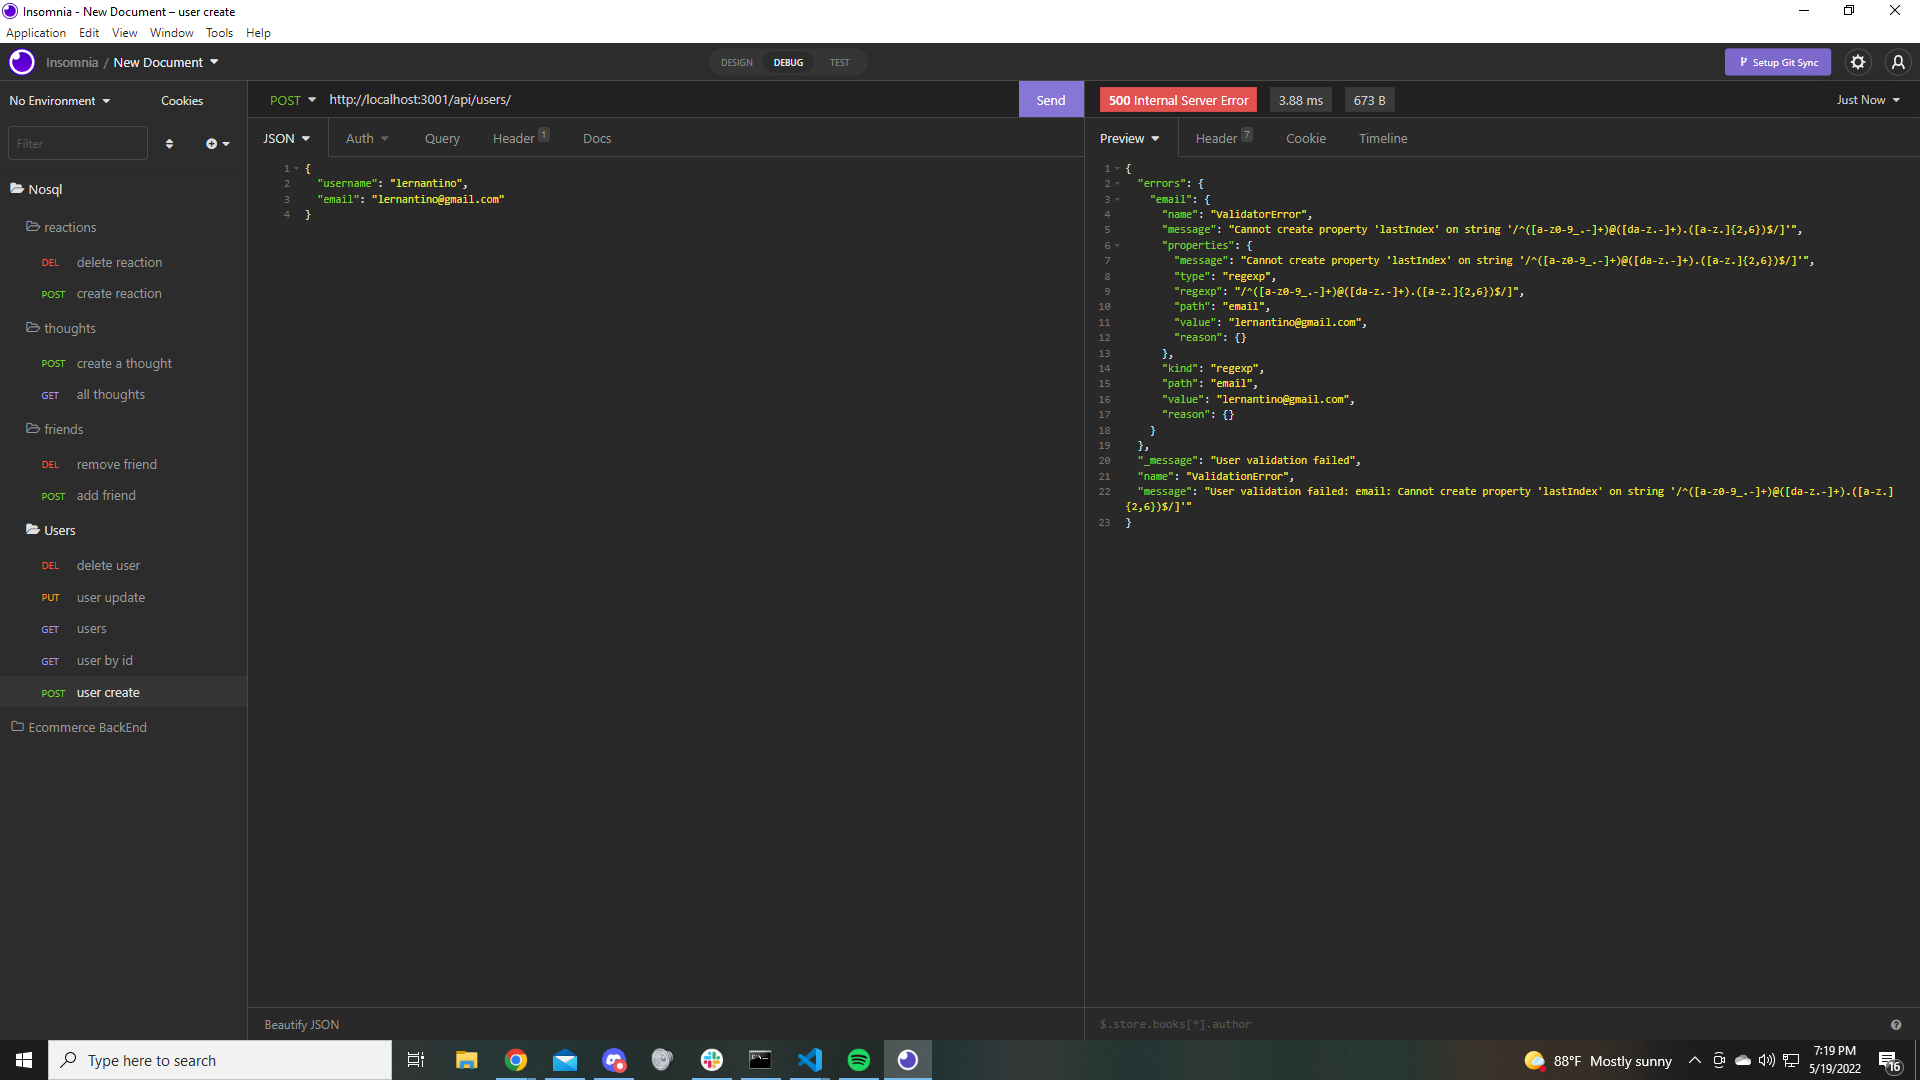 Insomnia - New Document – user create
Application Edit View Window Tools Help
Insomnia / New Document
DESIGN DEBUG TEST
Setup Git Sync
No Environment
Cookies
POST http://localhost:3001/api/users/
Send
500 Internal Server Error
3.88 ms
673 B
Just Now
Filter
JSON Auth Query Header 1 Docs
Preview Header 7 Cookie Timeline
Nosql
reactions
DEL delete reaction
POST create reaction
thoughts
POST create a thought
GET all thoughts
friends
DEL remove friend
POST add friend
Users
DEL delete user
PUT user update
GET users
GET user by id
POST user create
Ecommerce BackEnd
1 {
2 "username": "lernantino",
3 "email": "lernantino@gmail.com"
4 }
1 {
2 "errors": {
3 "email": {
4 "name": "ValidatorError",
5 "message": "Cannot create property 'lastIndex' on string '/^([a-z0-9_.-]+)@([da-z.-]+).([a-z.]{2,6})$/]'",
6 "properties": {
7 "message": "Cannot create property 'lastIndex' on string '/^([a-z0-9_.-]+)@([da-z.-]+).([a-z.]{2,6})$/]'",
8 "type": "regexp",
9 "regexp": "/^([a-z0-9_.-]+)@([da-z.-]+).([a-z.]{2,6})$/]",
10 "path": "email",
11 "value": "lernantino@gmail.com",
12 "reason": {}
13 },
14 "kind": "regexp",
15 "path": "email",
16 "value": "lernantino@gmail.com",
17 "reason": {}
18 }
19 },
20 "_message": "User validation failed",
21 "name": "ValidationError",
22 "message": "User validation failed: email: Cannot create property 'lastIndex' on string '/^([a-z0-9_.-]+)@([da-z.-]+).([a-z.]
{2,6})$/]'"
23 }
Beautify JSON
$.store.books[*].author
Type here to search
88°F Mostly sunny
7:19 PM
5/19/2022
16